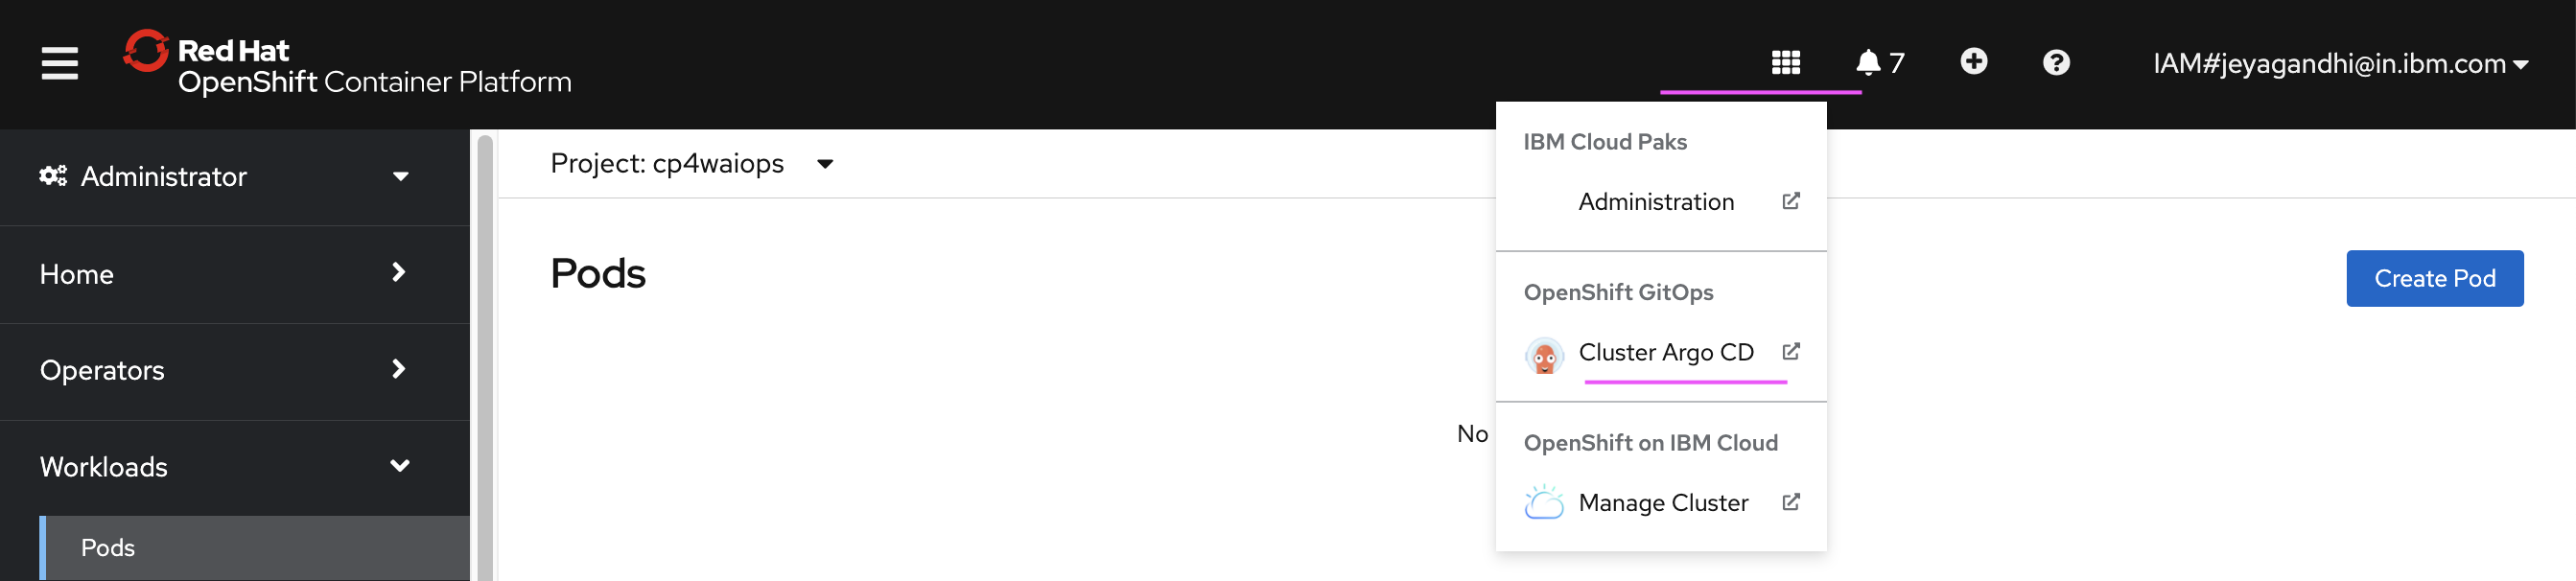 Red Hat
OpenShift Container Platform
7
IAM#jeyagandhi@in.ibm.com
Administrator
Home
Operators
Workloads
Pods
Project: cp4waiops
Pods
Create Pod
No
IBM Cloud Paks
Administration
OpenShift GitOps
Cluster Argo CD
OpenShift on IBM Cloud
Manage Cluster